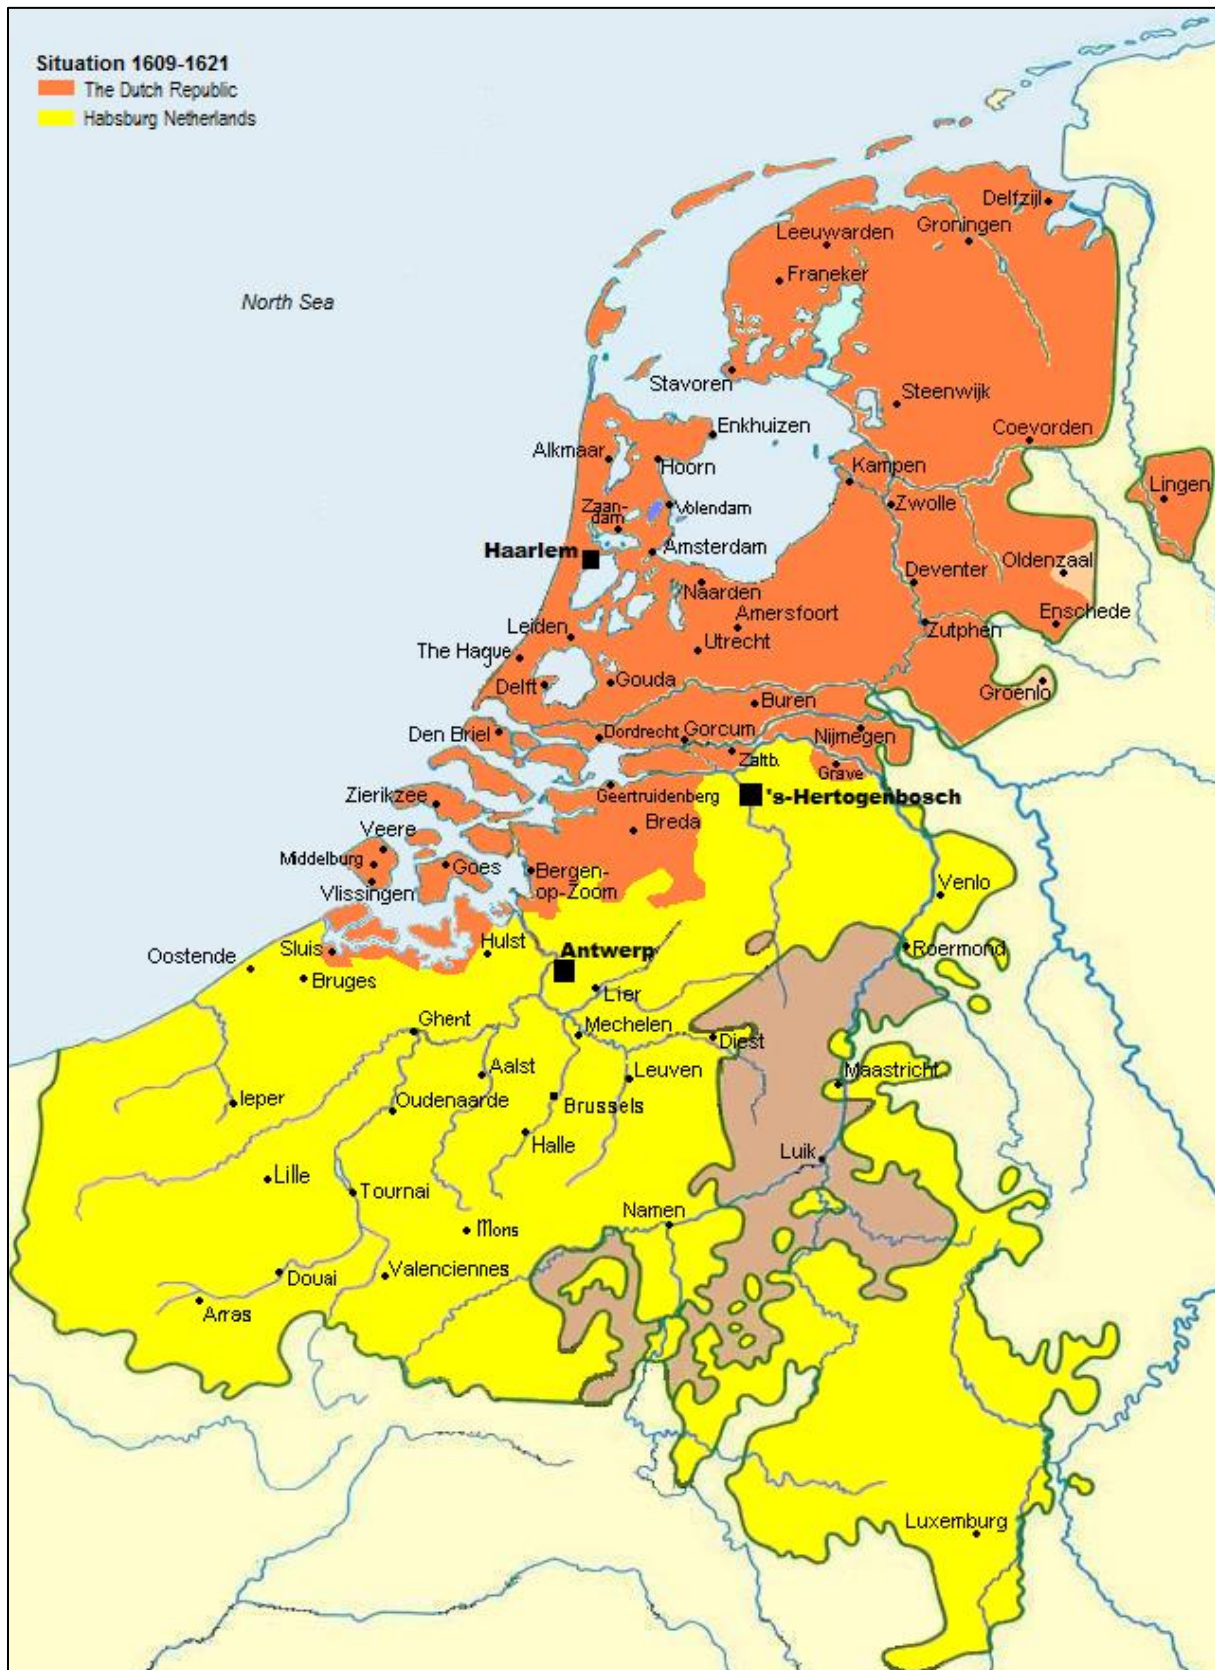 Situation 1609-1621
The Dutch Republic
Habsburg Netherlands
North Sea
Delfzijl
Groningen
Leeuwarden
Franeker
Stavoren
Steenwijk
Enkhuizen
Coevorden
Alkmaar
Hoorn
Kampen
Lingen
Zaan-
dam
Volendam
Zwolle
Haarlem
Amsterdam
Oldenzaal
Naarden
Deventer
Amersfoort
Enschede
Leiden
Utrecht
Zutphen
The Hague
Delft
Gouda
Groenlo
Buren
Den Briel
Dordrecht
Gorcum
Nijmegen
Zaltb.
Grave
Zierikzee
Geertruidenberg
's-Hertogenbosch
Breda
Veere
Middelburg
Goes
Bergen-
op-Zoom
Vlissingen
Venlo
Oostende
Sluis
Hulst
Antwerp
Roermond
Bruges
Lier
Ghent
Mechelen
Diest
Aalst
Leuven
Maastricht
Ieper
Oudenaarde
Brussels
Halle
Luik
Lille
Tournai
Namen
Mons
Douai
Valenciennes
Arras
Luxemburg